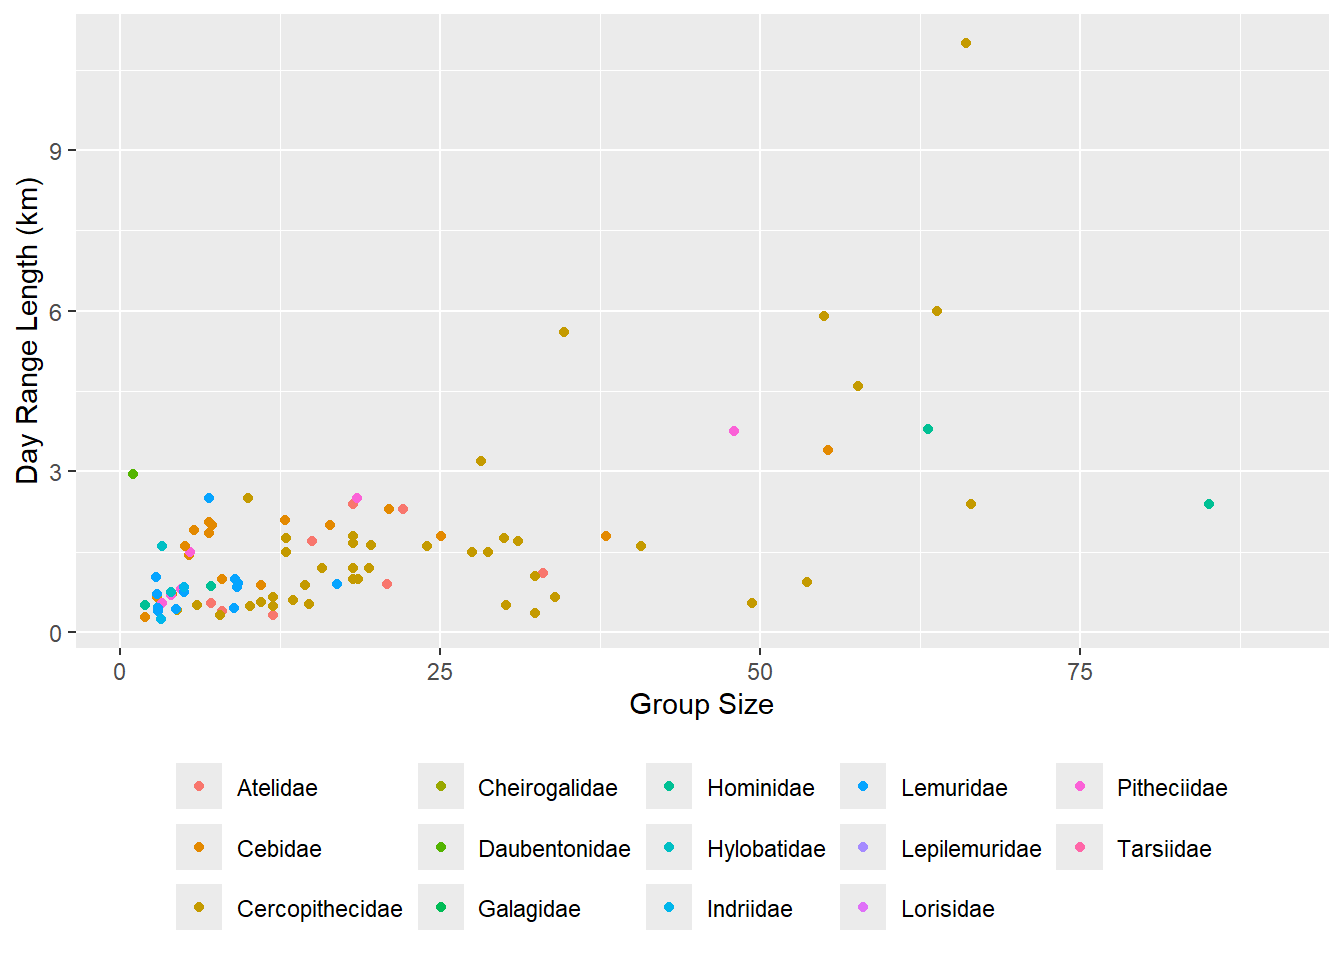 9
6
3
0
Day Range Length (km)
0 25 50 75
Group Size
Atelidae Cheirogalidae Hominidae Lemuridae Pitheciidae
Cebidae Daubentonidae Hylobatidae Lepilemuridae Tarsiidae
Cercopithecidae Galagidae Indriidae Lorisidae